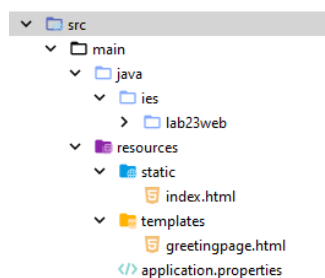 src
main
java
ies
lab23web
resources
static
index.html
templates
greetingpage.html
application.properties